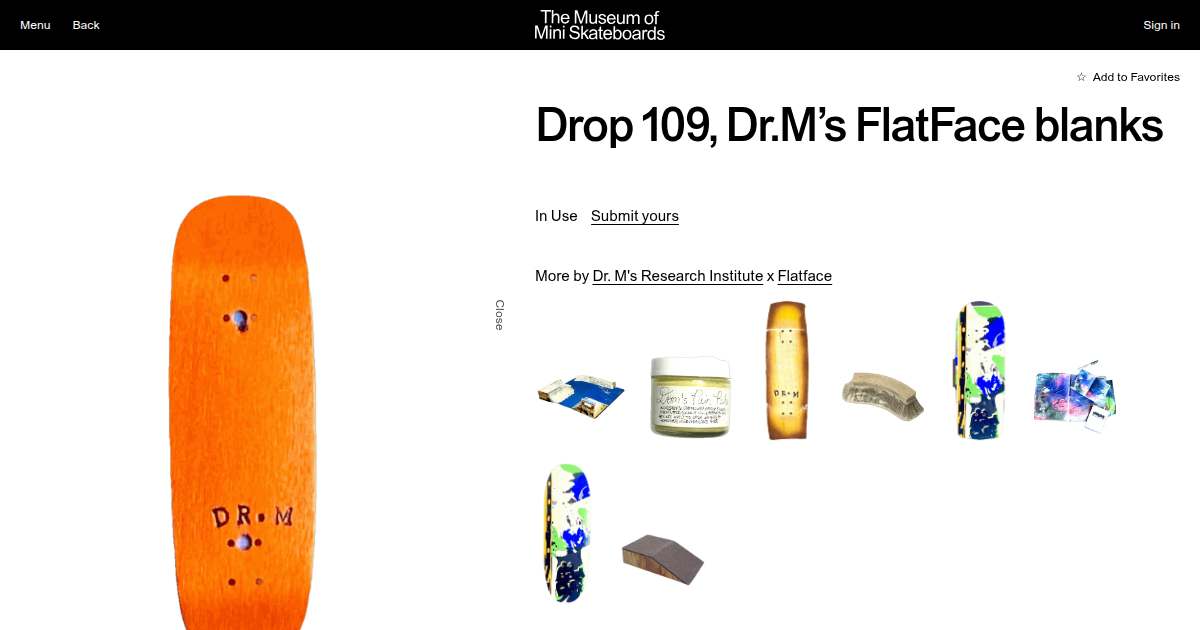 Menu
Back
The Museum of
Mini Skateboards
Sign in
☆ Add to Favorites
Drop 109, Dr.M’s FlatFace blanks
In Use Submit yours
More by Dr. M's Research Institute x Flatface
Close
DR•M
DR•M